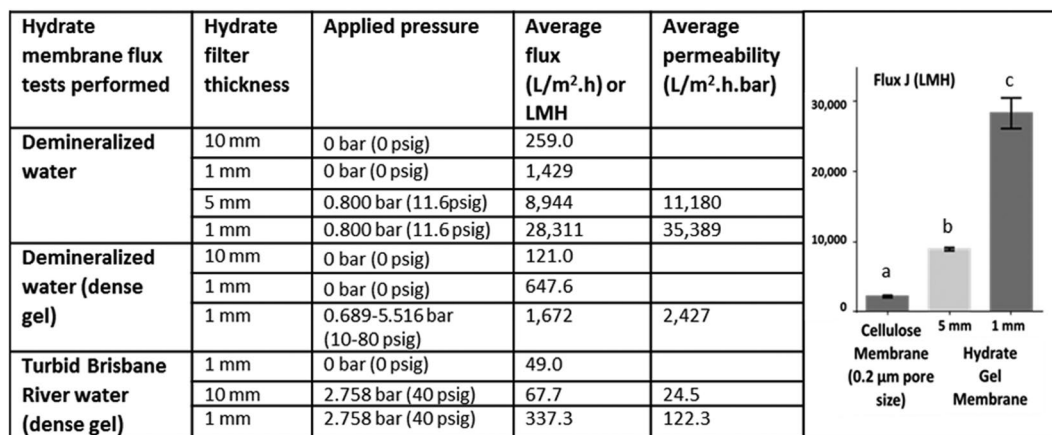 Hydrate membrane flux tests performed
Hydrate filter thickness
Applied pressure
Average flux (L/m².h) or LMH
Average permeability (L/m².h.bar)
Demineralized water
10 mm
0 bar (0 psig)
259.0
1 mm
0 bar (0 psig)
1,429
5 mm
0.800 bar (11.6psig)
8,944
11,180
1 mm
0.800 bar (11.6 psig)
28,311
35,389
Demineralized water (dense gel)
10 mm
0 bar (0 psig)
121.0
1 mm
0 bar (0 psig)
647.6
1 mm
0.689-5.516 bar (10-80 psig)
1,672
2,427
Turbid Brisbane River water (dense gel)
1 mm
0 bar (0 psig)
49.0
10 mm
2.758 bar (40 psig)
67.7
24.5
1 mm
2.758 bar (40 psig)
337.3
122.3
Flux J (LMH)
30,000
20,000
10,000
0
a
b
c
Cellulose Membrane (0.2 µm pore size)
5 mm
1 mm
Hydrate Gel Membrane